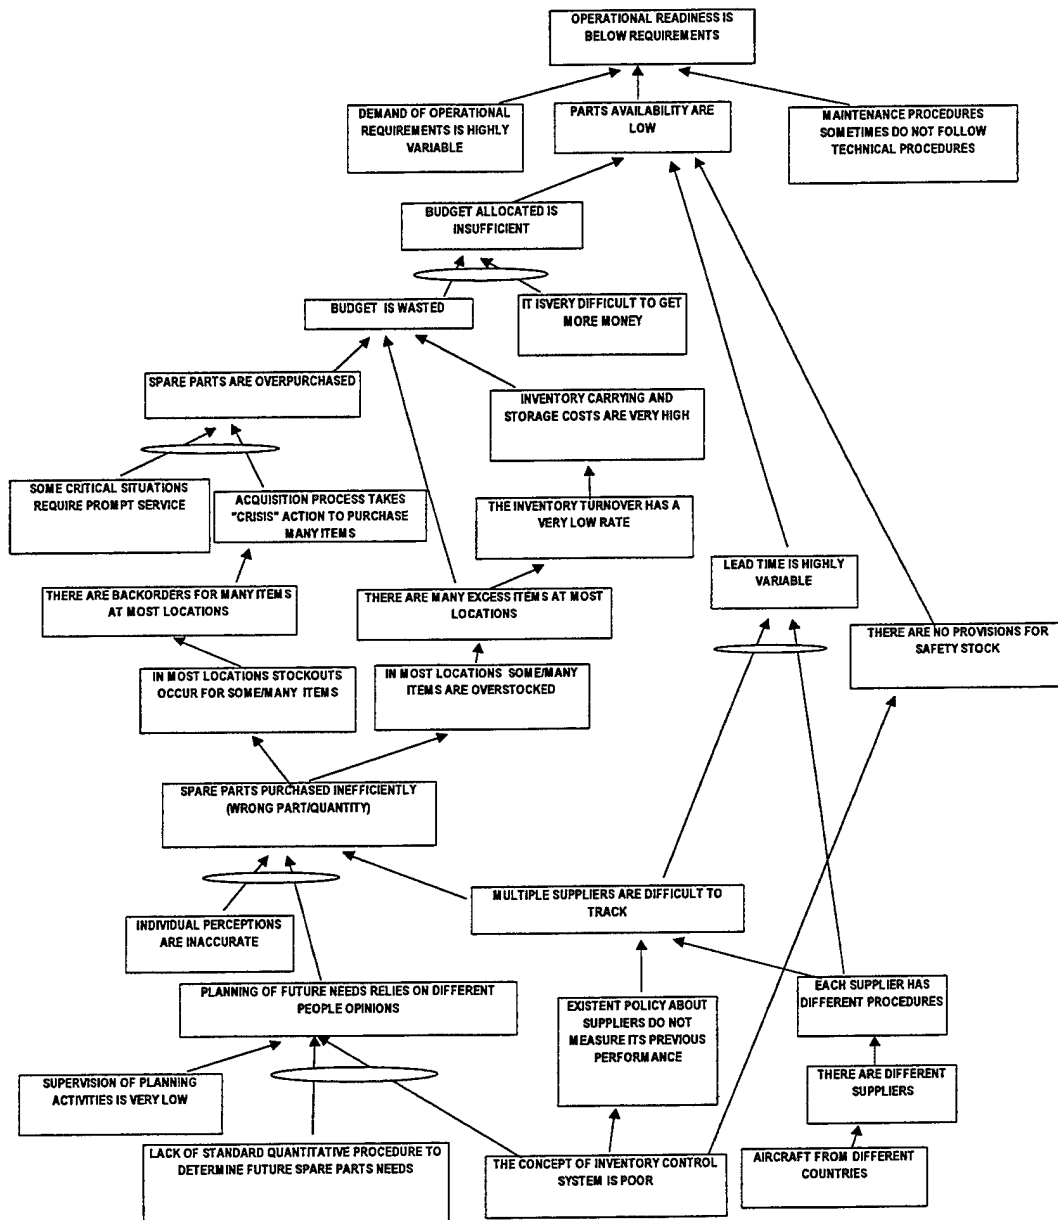 OPERATIONAL READINESS IS
BELOW REQUIREMENTS
DEMAND OF OPERATIONAL
REQUIREMENTS IS HIGHLY
VARIABLE
PARTS AVAILABILITY ARE
LOW
MAINTENANCE PROCEDURES
SOMETIMES DO NOT FOLLOW
TECHNICAL PROCEDURES
BUDGET ALLOCATED IS
INSUFFICIENT
BUDGET IS WASTED
IT ISVERY DIFFICULT TO GET
MORE MONEY
SPARE PARTS ARE OVERPURCHASED
INVENTORY CARRYING AND
STORAGE COSTS ARE VERY HIGH
SOME CRITICAL SITUATIONS
REQUIRE PROMPT SERVICE
ACQUISITION PROCESS TAKES
"CRISIS" ACTION TO PURCHASE
MANY ITEMS
THE INVENTORY TURNOVER HAS A
VERY LOW RATE
LEAD TIME IS HIGHLY
VARIABLE
THERE ARE BACKORDERS FOR MANY ITEMS
AT MOST LOCATIONS
THERE ARE MANY EXCESS ITEMS AT MOST
LOCATIONS
THERE ARE NO PROVISIONS FOR
SAFETY STOCK
IN MOST LOCATIONS STOCKOUTS
OCCUR FOR SOME/MANY ITEMS
IN MOST LOCATIONS SOME/MANY
ITEMS ARE OVERSTOCKED
SPARE PARTS PURCHASED INEFFICIENTLY
(WRONG PART/QUANTITY)
MULTIPLE SUPPLIERS ARE DIFFICULT TO
TRACK
INDIVIDUAL PERCEPTIONS
ARE INACCURATE
PLANNING OF FUTURE NEEDS RELIES ON DIFFERENT
PEOPLE OPINIONS
EXISTENT POLICY ABOUT
SUPPLIERS DO NOT
MEASURE ITS PREVIOUS
PERFORMANCE
EACH SUPPLIER HAS
DIFFERENT PROCEDURES
SUPERVISION OF PLANNING
ACTIVITIES IS VERY LOW
THERE ARE DIFFERENT
SUPPLIERS
LACK OF STANDARD QUANTITATIVE PROCEDURE TO
DETERMINE FUTURE SPARE PARTS NEEDS
THE CONCEPT OF INVENTORY CONTROL
SYSTEM IS POOR
AIRCRAFT FROM DIFFERENT
COUNTRIES